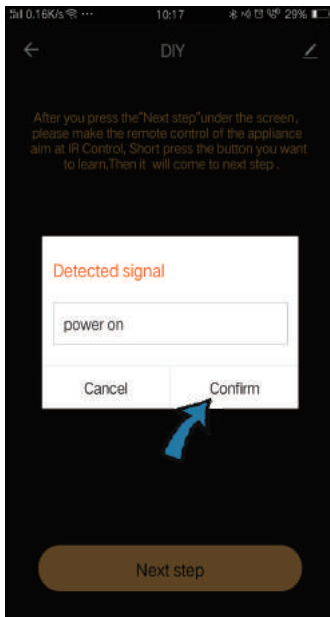 0.16K/s ··· 10:17 29%
DIY
After you press the"Next step"under the screen,
please make the remote control of the appliance
aim at IR Control, Short press the button you want
to learn,Then it will come to next step .
Detected signal
power on
Cancel Confirm
Next step